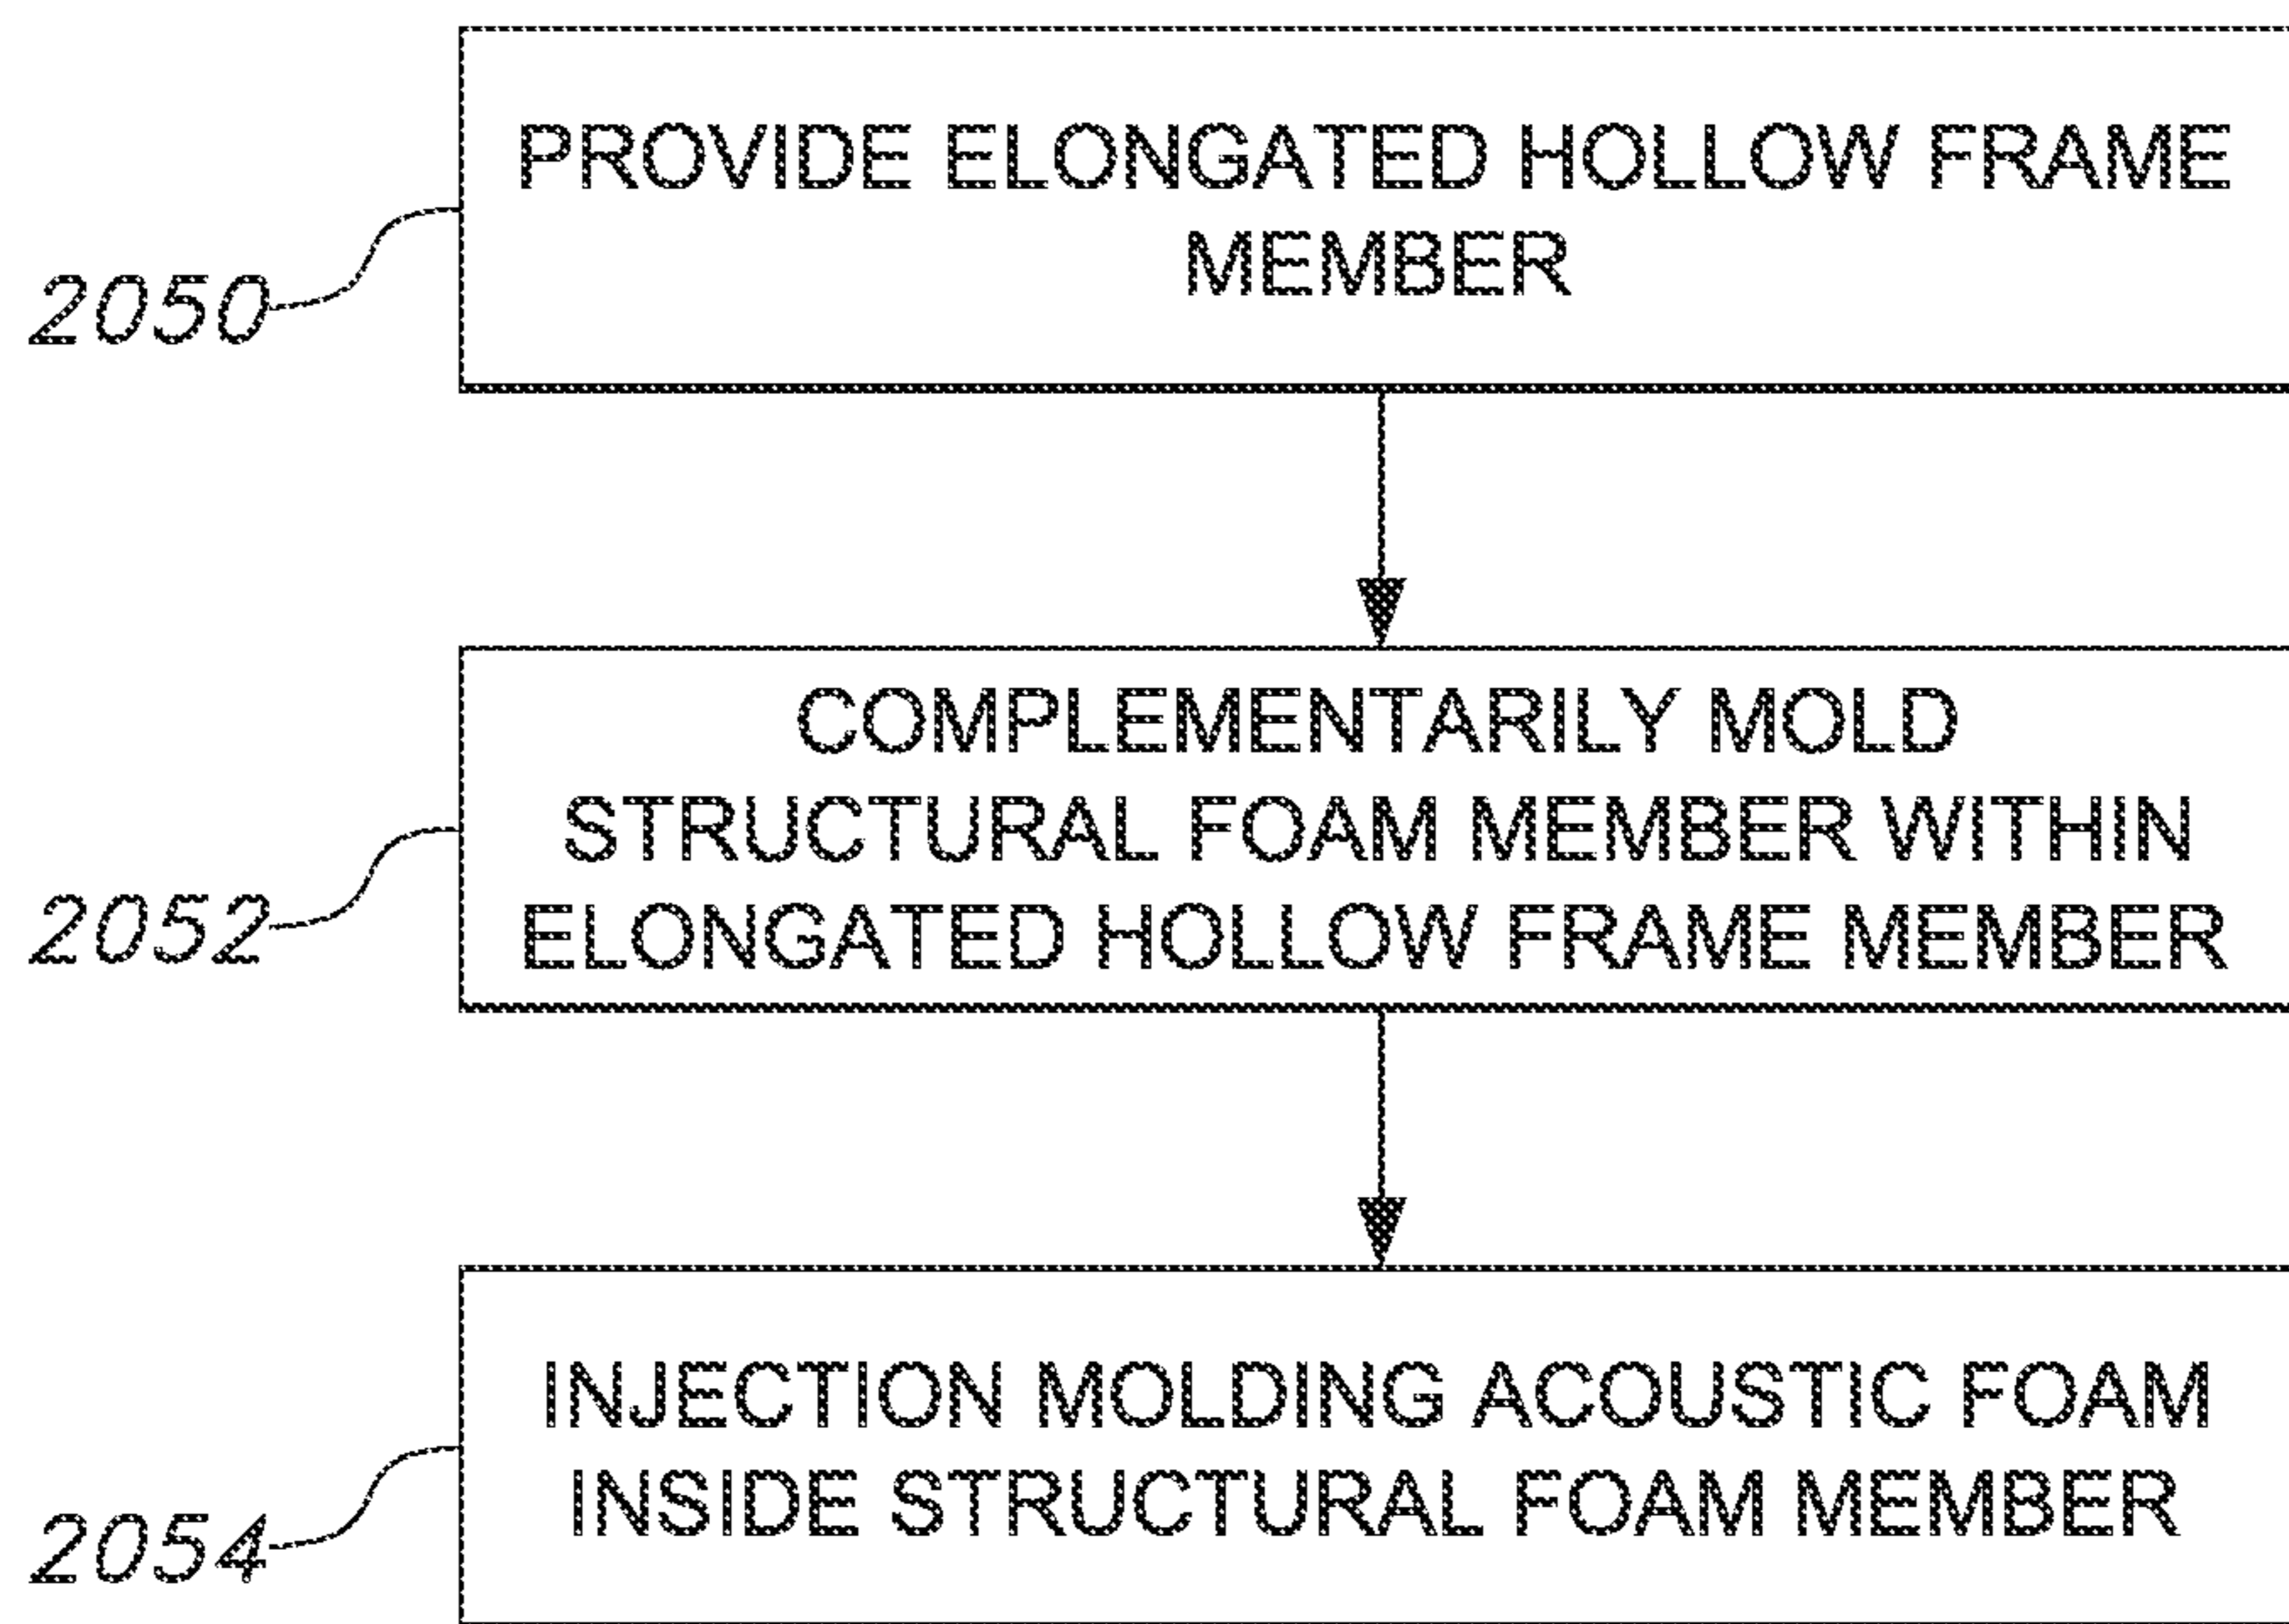 PROVIDE ELONGATED HOLLOW FRAME
MEMBER
2050
COMPLEMENTARILY MOLD
STRUCTURAL FOAM MEMBER WITHIN
ELONGATED HOLLOW FRAME MEMBER
2052
INJECTION MOLDING ACOUSTIC FOAM
INSIDE STRUCTURAL FOAM MEMBER
2054